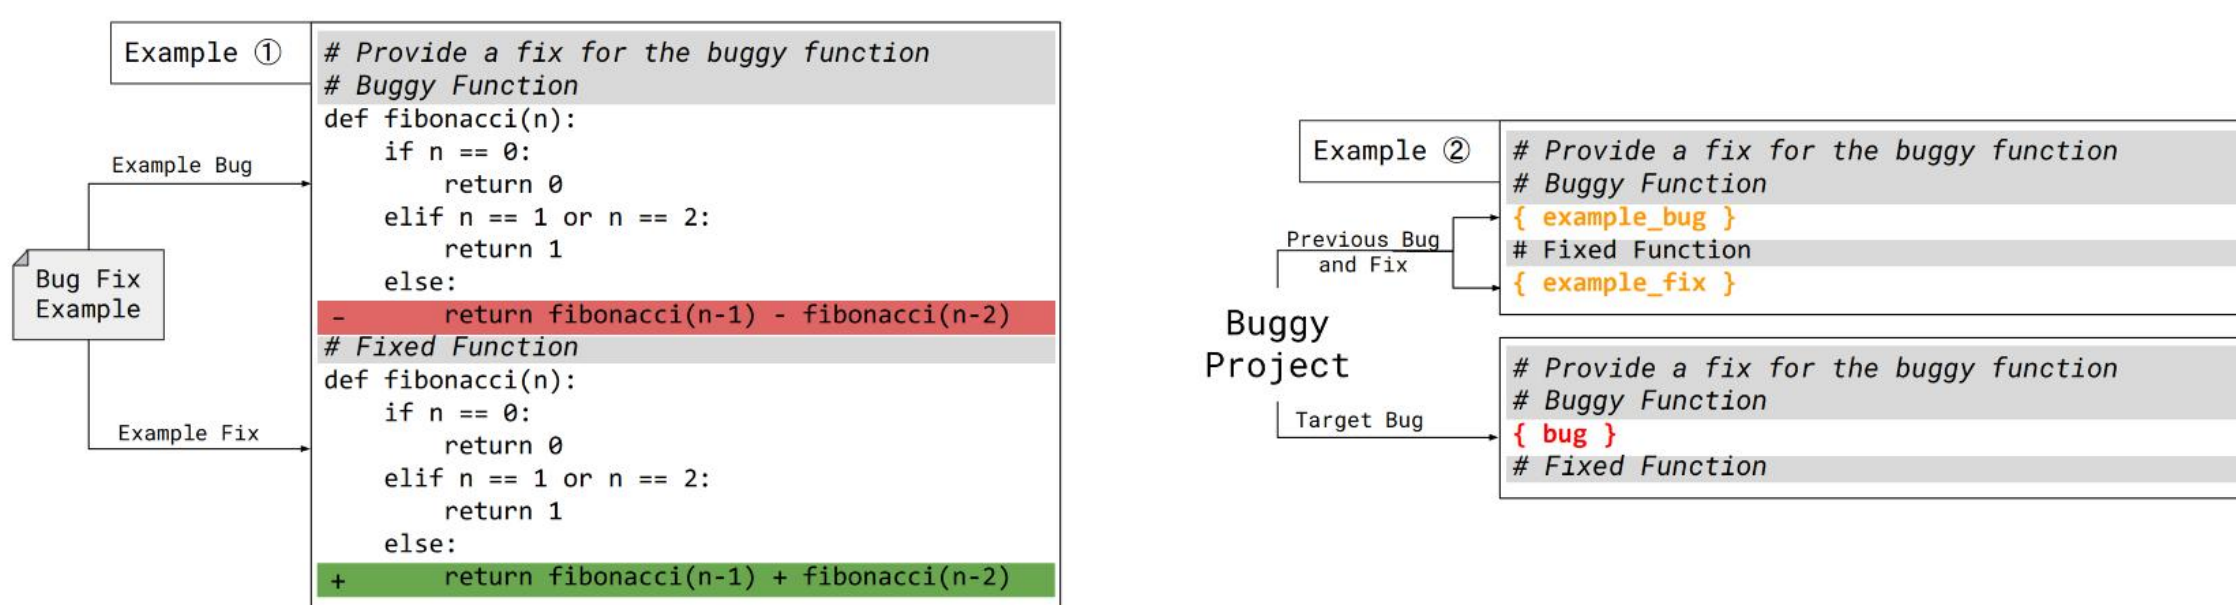 Example ①
# Provide a fix for the buggy function
# Buggy Function
def fibonacci(n):
    if n == 0:
        return 0
    elif n == 1 or n == 2:
        return 1
    else:
-       return fibonacci(n-1) - fibonacci(n-2)
# Fixed Function
def fibonacci(n):
    if n == 0:
        return 0
    elif n == 1 or n == 2:
        return 1
    else:
+       return fibonacci(n-1) + fibonacci(n-2)
Example Bug
Bug Fix
Example
Example Fix
Example ②
# Provide a fix for the buggy function
# Buggy Function
{ example_bug }
# Fixed Function
{ example_fix }
Previous Bug
and Fix
Buggy
Project
Target Bug
# Provide a fix for the buggy function
# Buggy Function
{ bug }
# Fixed Function